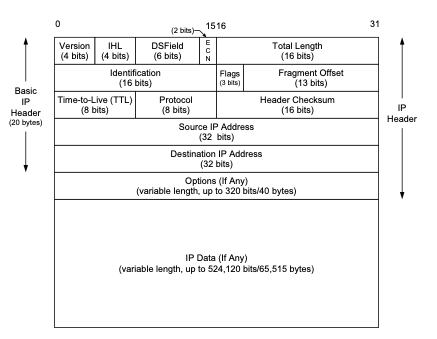 0
(2 bits)
15 16
31
Version
(4 bits)
IHL
(4 bits)
DSField
(6 bits)
E
C
N
Total Length
(16 bits)
Identification
(16 bits)
Flags
(3 bits)
Fragment Offset
(13 bits)
Time-to-Live (TTL)
(8 bits)
Protocol
(8 bits)
Header Checksum
(16 bits)
Source IP Address
(32 bits)
Destination IP Address
(32 bits)
Options (If Any)
(variable length, up to 320 bits/40 bytes)
IP Data (If Any)
(variable length, up to 524,120 bits/65,515 bytes)
Basic
IP
Header
(20 bytes)
IP
Header